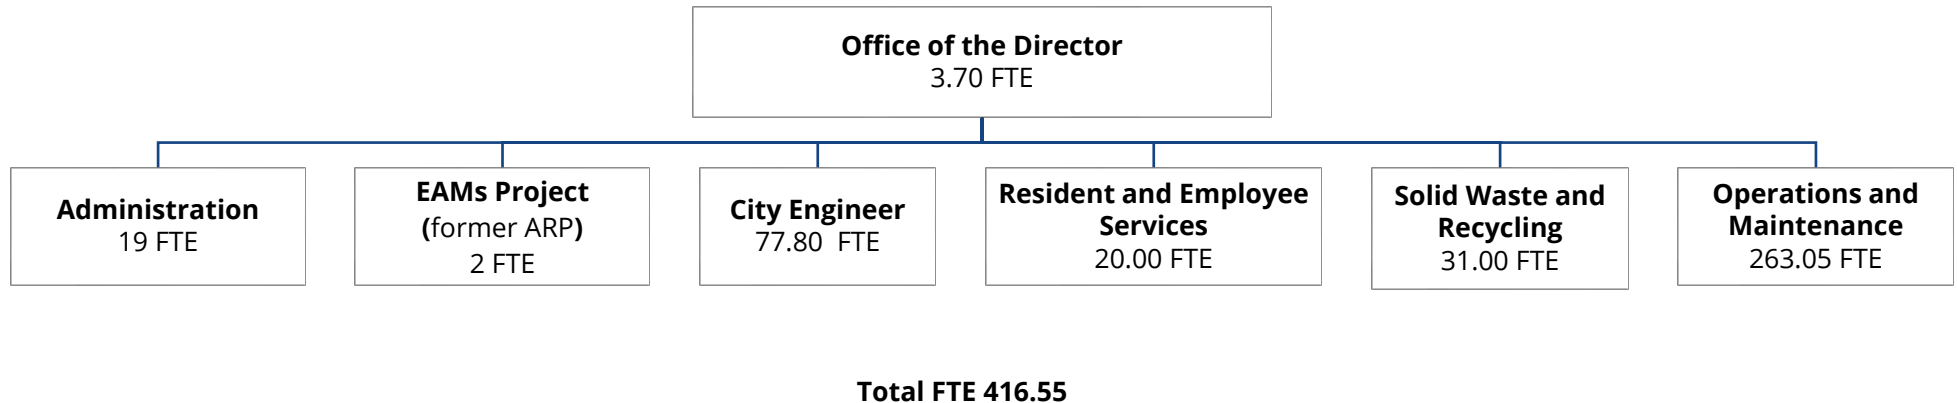 Office of the Director
3.70 FTE
Administration
19 FTE
EAMs Project
(former ARP)
2 FTE
City Engineer
77.80  FTE
Resident and Employee
Services
20.00 FTE
Solid Waste and
Recycling
31.00 FTE
Operations and
Maintenance
263.05 FTE
Total FTE 416.55